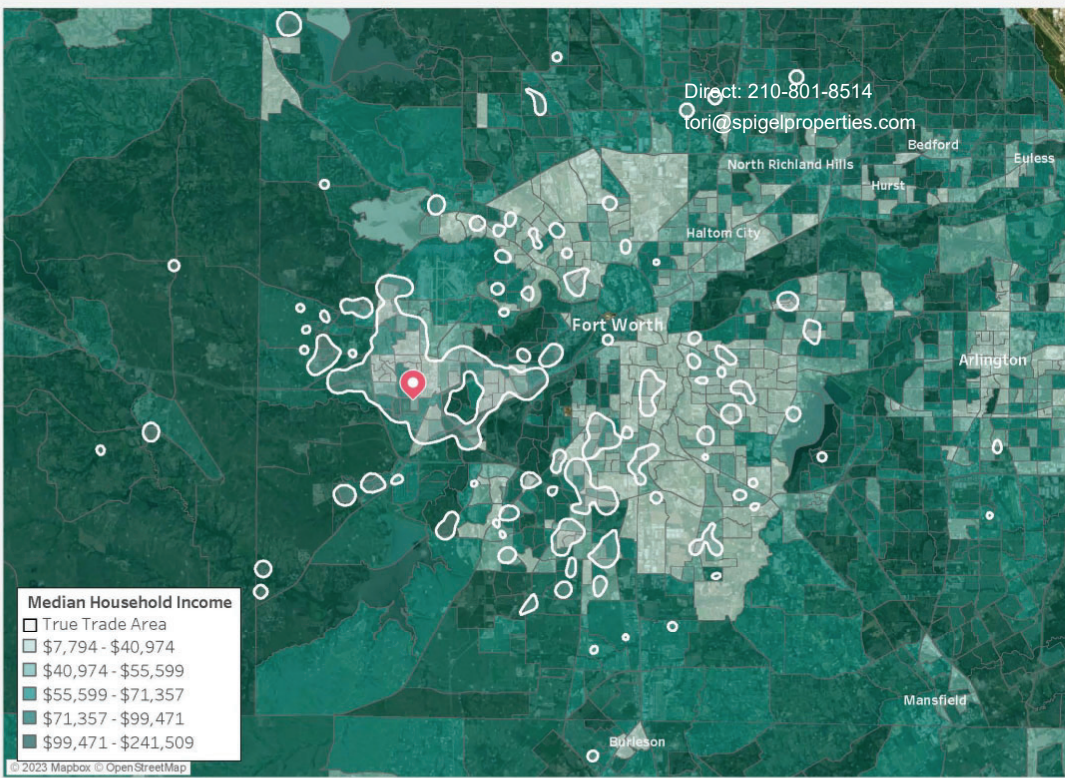 Direct: 210-801-8514
tori@spigelproperties.com
Bedford
Euless
North Richland Hills
Hurst
Haltom City
Fort Worth
Arlington
Median Household Income
True Trade Area
$7,794 - $40,974
$40,974 - $55,599
$55,599 - $71,357
$71,357 - $99,471
$99,471 - $241,509
Mansfield
Burleson
© 2023 Mapbox © OpenStreetMap